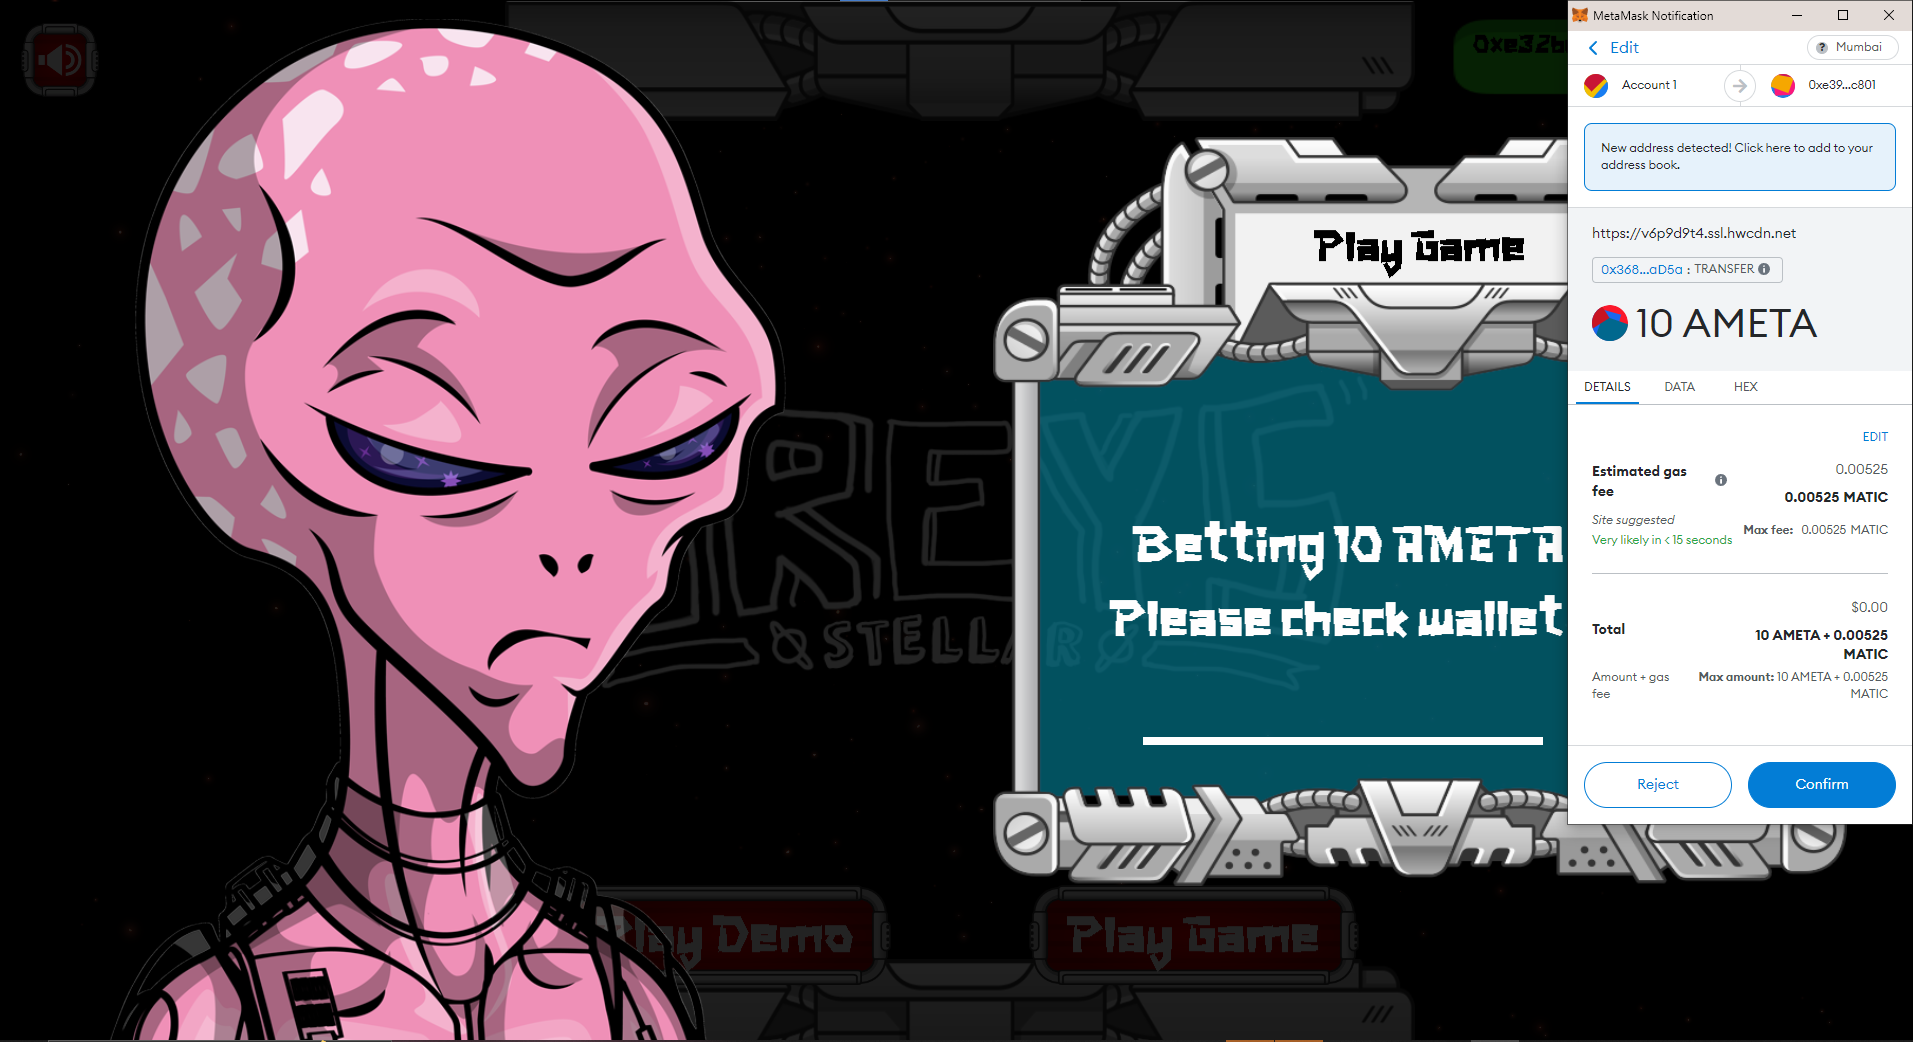 0xe32b
Play Game
REYS
STELLAR
Betting 10 AMETA
Please check wallet
Play Demo
Play Game
MetaMask Notification
Edit
Mumbai
Account 1
0xe39...c801
New address detected! Click here to add to your
address book.
https://v6p9d9t4.ssl.hwcdn.net
0x368...aD5a : TRANSFER
10 AMETA
DETAILS DATA HEX
EDIT
Estimated gas
fee
0.00525
0.00525 MATIC
Site suggested
Very likely in < 15 seconds
Max fee: 0.00525 MATIC
$0.00
Total
10 AMETA + 0.00525
MATIC
Amount + gas
fee
Max amount: 10 AMETA + 0.00525
MATIC
Reject
Confirm